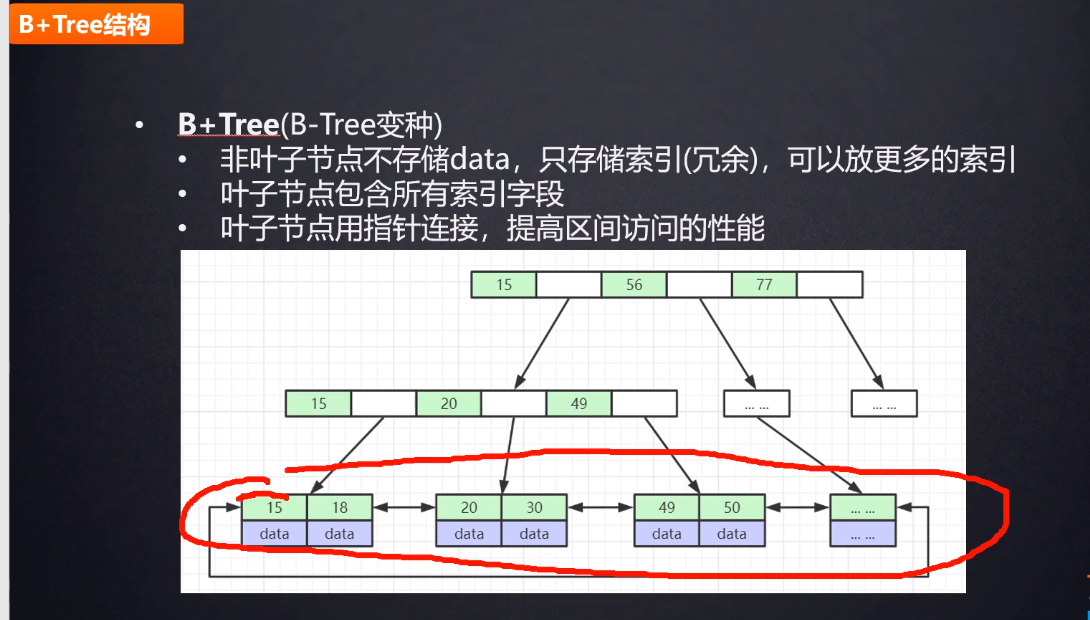 B+Tree结构
B+Tree(B-Tree变种)
非叶子节点不存储data，只存储索引(冗余)，可以放更多的索引
叶子节点包含所有索引字段
叶子节点用指针连接，提高区间访问的性能
15 56 77
15 20 49 ... ... ... ...
15 18 20 30 49 50 ... ...
data data data data data data ... ...